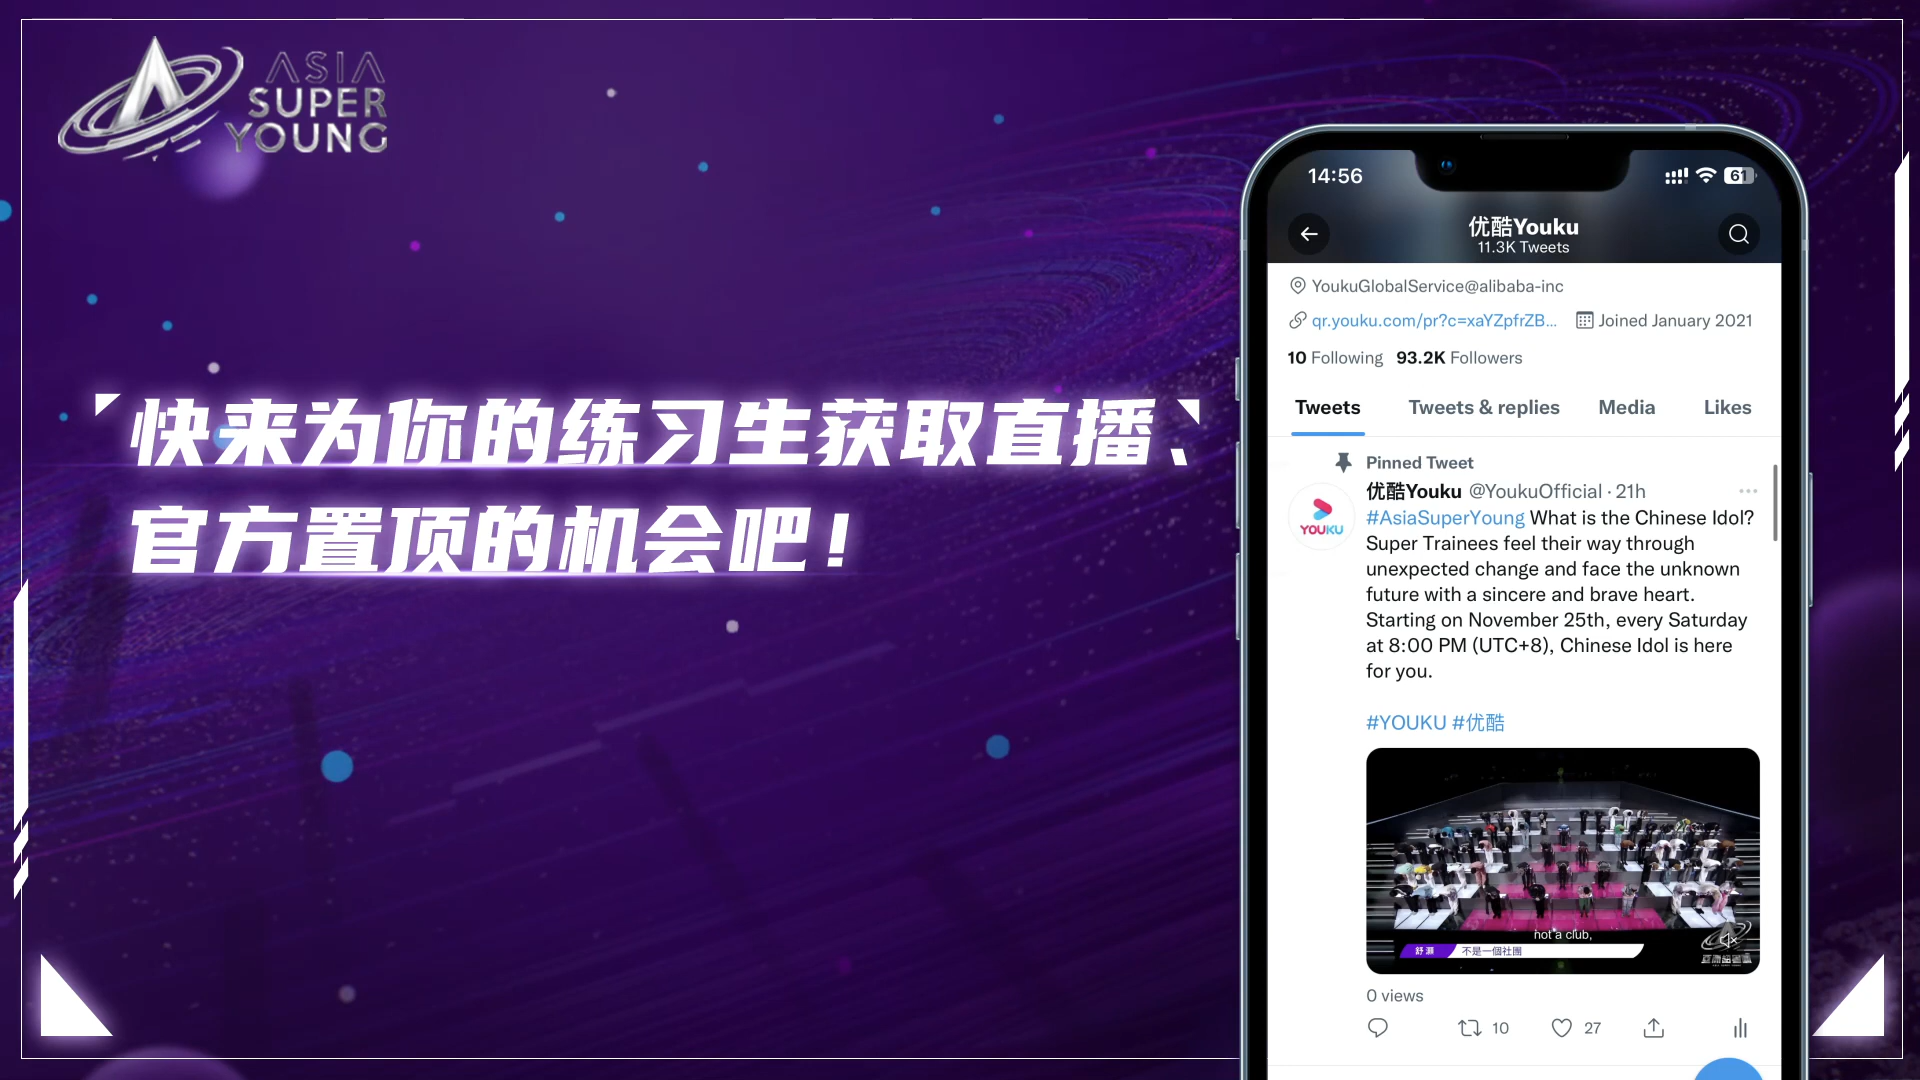 ASIA
SUPER
YOUNG
快来为你的练习生获取直播、
官方置顶的机会吧！
14:56
61
优酷Youku
11.3K Tweets
YoukuGlobalService@alibaba-inc
qr.youku.com/pr?c=xaYZpfrZB...
Joined January 2021
10 Following 93.2K Followers
Tweets Tweets & replies Media Likes
Pinned Tweet
优酷Youku @YoukuOfficial · 21h
#AsiaSuperYoung What is the Chinese Idol?
Super Trainees feel their way through
unexpected change and face the unknown
future with a sincere and brave heart.
Starting on November 25th, every Saturday
at 8:00 PM (UTC+8), Chinese Idol is here
for you.
#YOUKU #优酷
YOUKU
not a club,
不是一個社團
0 views
10 27